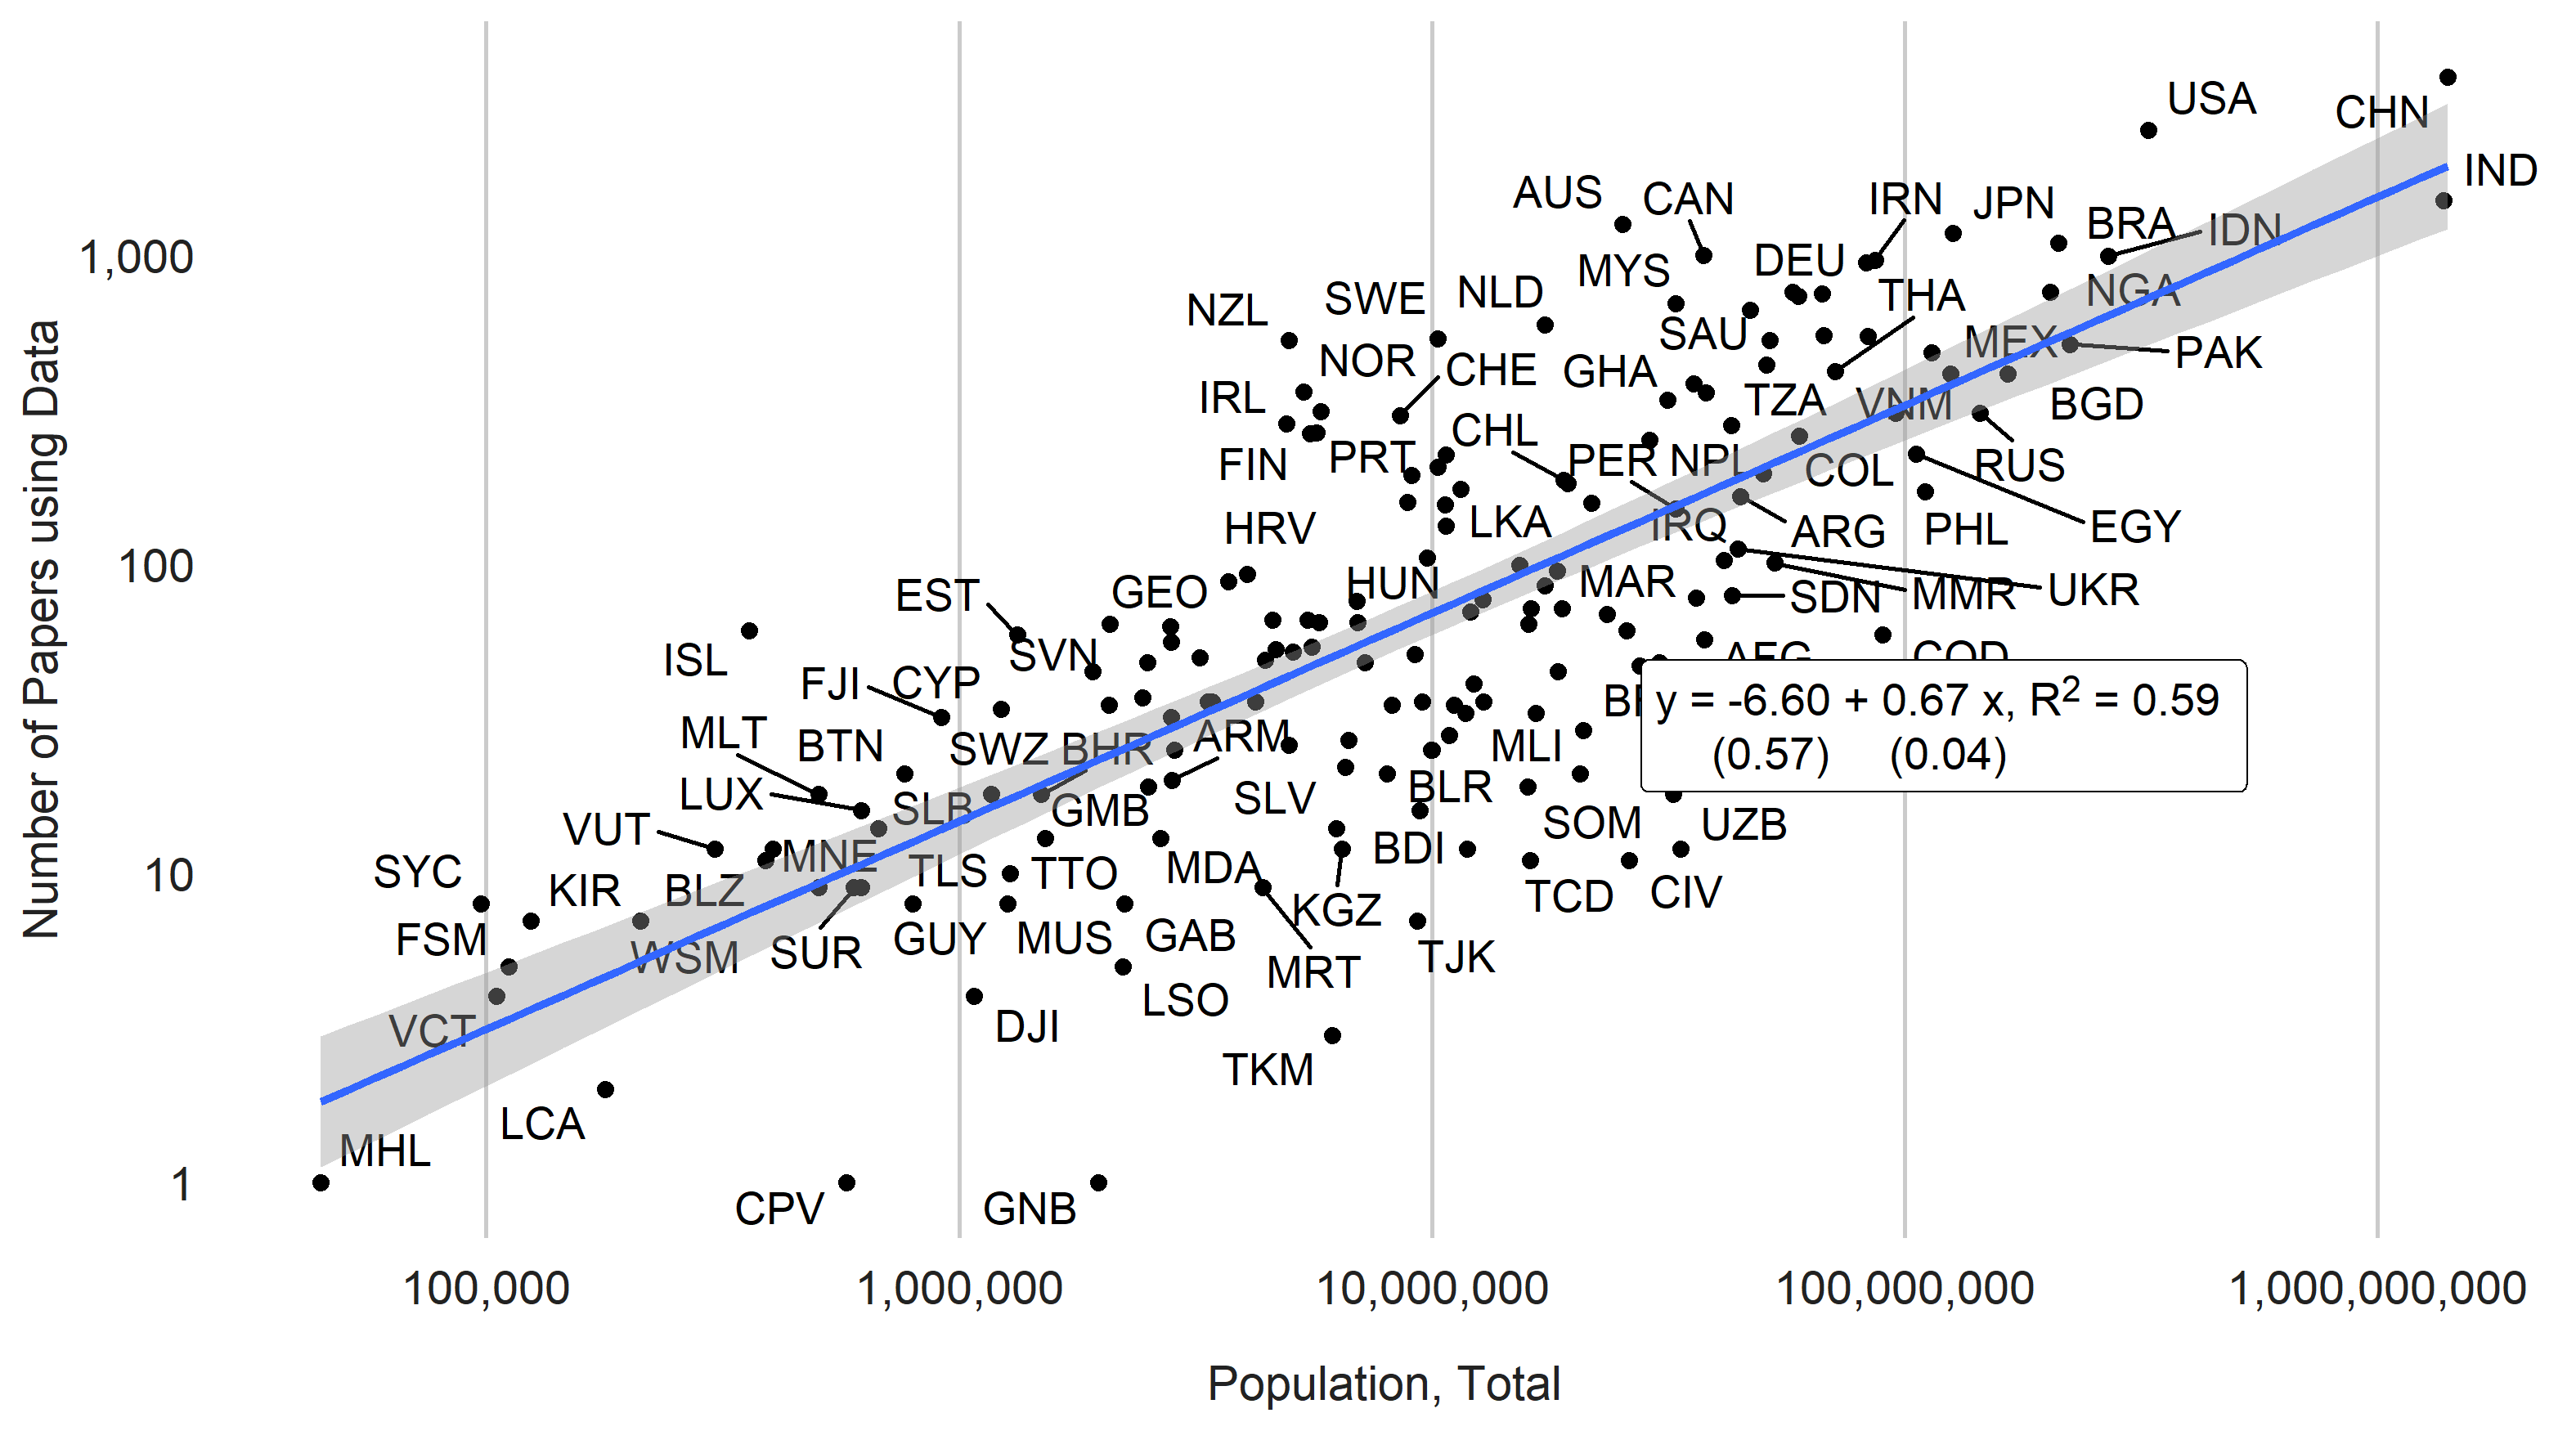 USA
CHN
IND
AUS CAN IRN JPN BRA IDN
MYS DEU
NZL SWE NLD THA NGA
SAU MEX PAK
NOR CHE GHA
IRL TZA VNM BGD
CHL
FIN PRT PER NPL COL RUS
HRV LKA IRQ ARG PHL EGY
EST GEO HUN MAR SDN MMR UKR
ISL SVN
FJI CYP
MLT BTN SWZ BHR ARM MLI
LUX SLB GMB SLV BLR
VUT MNE BDI SOM UZB
SYC KIR BLZ TLS TTO MDA TCD CIV
FSM WSM SUR GUY MUS GAB KGZ TJK
MRT
VCT DJI LSO
TKM
LCA
MHL
CPV GNB
y = -6.60 + 0.67 x, R² = 0.59
(0.57) (0.04)
1,000
100
10
1
Number of Papers using Data
100,000 1,000,000 10,000,000 100,000,000 1,000,000,000
Population, Total